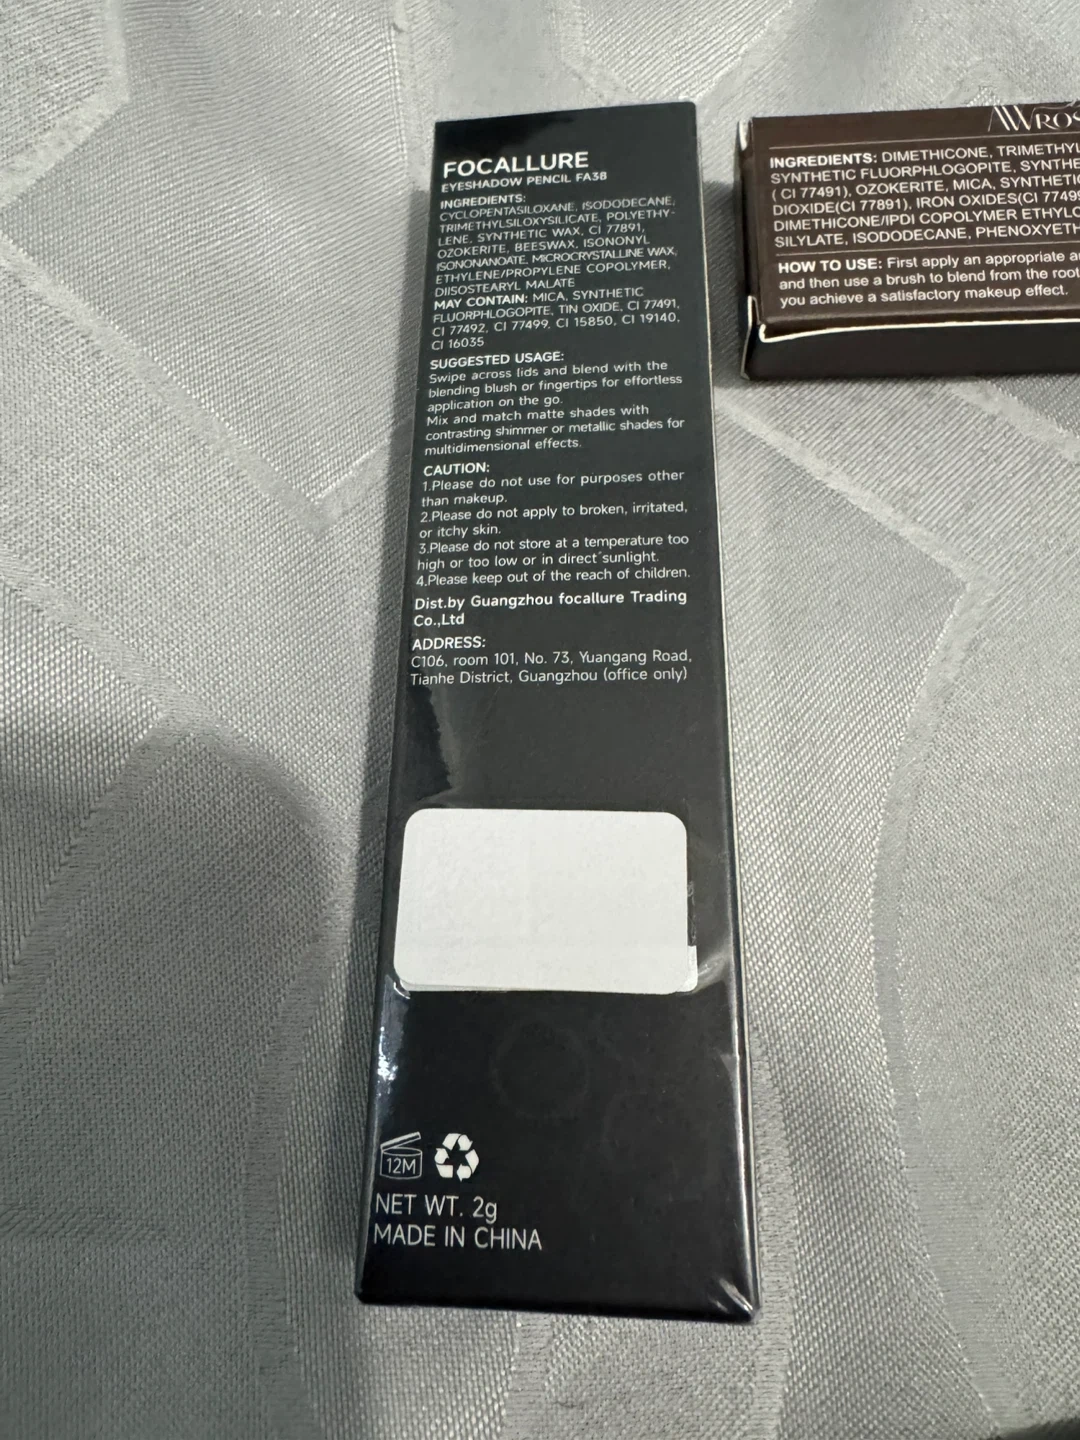 FOCALLURE
EYESHADOW PENCIL FA38
INGREDIENTS:
CYCLOPENTASILOXANE, ISODODECANE,
TRIMETHYLSILOXYSILICATE, POLYETHY-
LENE, SYNTHETIC WAX, CI 77891,
OZOKERITE, BEESWAX, ISONONYL
ISONONANOATE, MICROCRYSTALLINE WAX,
ETHYLENE/PROPYLENE COPOLYMER,
DIISOSTEARYL MALATE
MAY CONTAIN: MICA, SYNTHETIC
FLUORPHLOGOPITE, TIN OXIDE, CI 77491,
CI 77492, CI 77499, CI 15850, CI 19140,
CI 16035
SUGGESTED USAGE:
Swipe across lids and blend with the
blending blush or fingertips for effortless
application on the go.
Mix and match matte shades with
contrasting shimmer or metallic shades for
multidimensional effects.
CAUTION:
1.Please do not use for purposes other
than makeup.
2.Please do not apply to broken, irritated,
or itchy skin.
3.Please do not store at a temperature too
high or too low or in direct sunlight.
4.Please keep out of the reach of children.
Dist.by Guangzhou focallure Trading
Co.,Ltd
ADDRESS:
C106, room 101, No. 73, Yuangang Road,
Tianhe District, Guangzhou (office only)
12M
NET WT. 2g
MADE IN CHINA
INGREDIENTS: DIMETHICONE, TRIMETHYL
SYNTHETIC FLUORPHLOGOPITE, SYNTHE
( CI 77491), OZOKERITE, MICA, SYNTHETIC
DIOXIDE(CI 77891), IRON OXIDES(CI 77499
DIMETHICONE/IPDI COPOLYMER ETHYLC
SILYLATE, ISODODECANE, PHENOXYETH
HOW TO USE: First apply an appropriate a
and then use a brush to blend from the root
you achieve a satisfactory makeup effect.